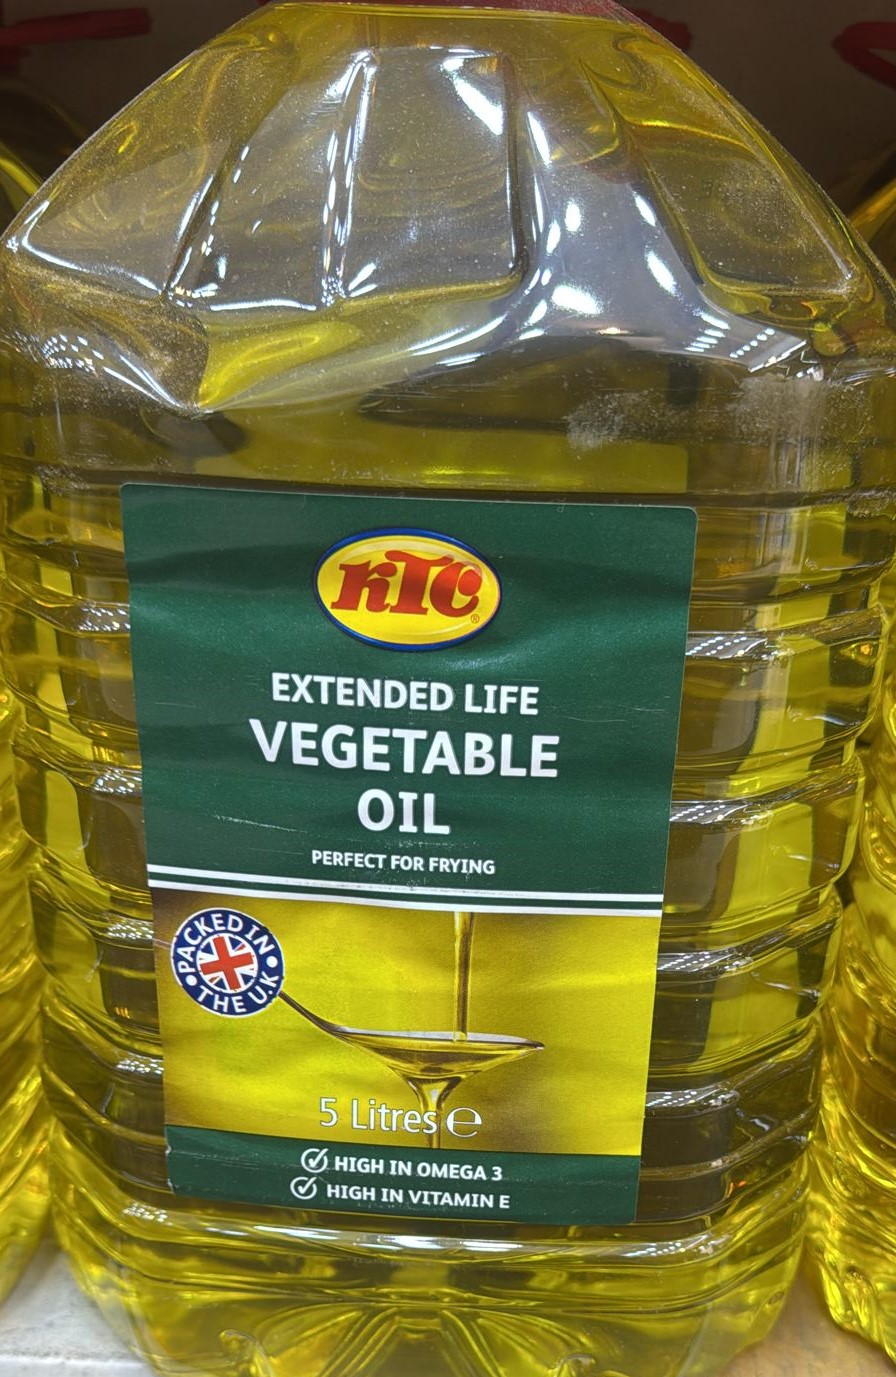 KTC
EXTENDED LIFE
VEGETABLE
OIL
PERFECT FOR FRYING
PACKED IN
THE U.K
5 Litres ℮
HIGH IN OMEGA 3
HIGH IN VITAMIN E